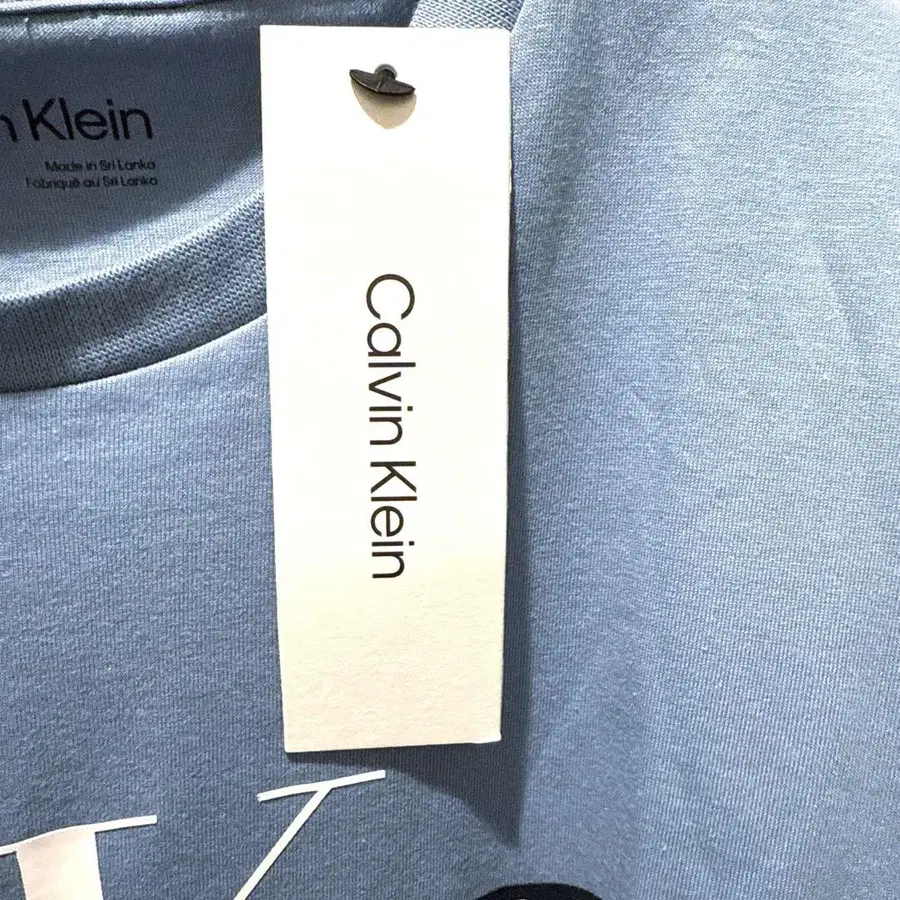 n Klein
Made in Sri Lanka
Fabriqué au Sri Lanka
Calvin Klein
K